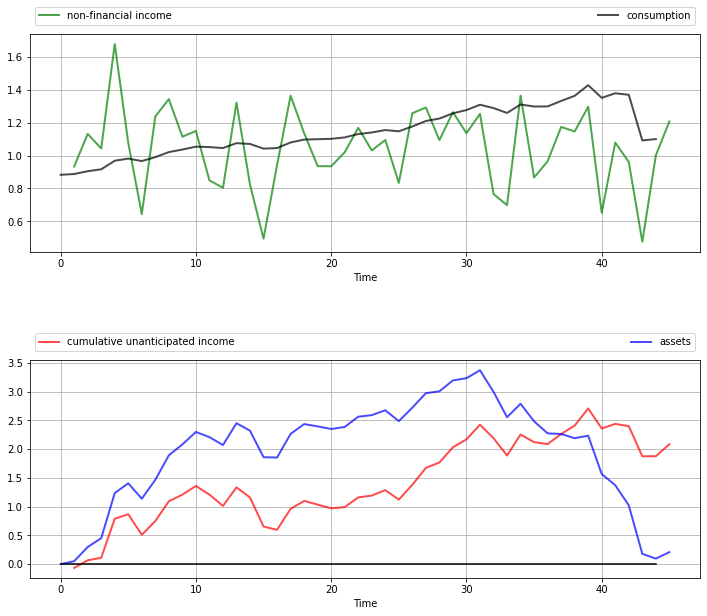 non-financial income consumption
1.6
1.4
1.2
1.0
0.8
0.6
0 10 20 30 40
Time
cumulative unanticipated income assets
3.5
3.0
2.5
2.0
1.5
1.0
0.5
0.0
0 10 20 30 40
Time